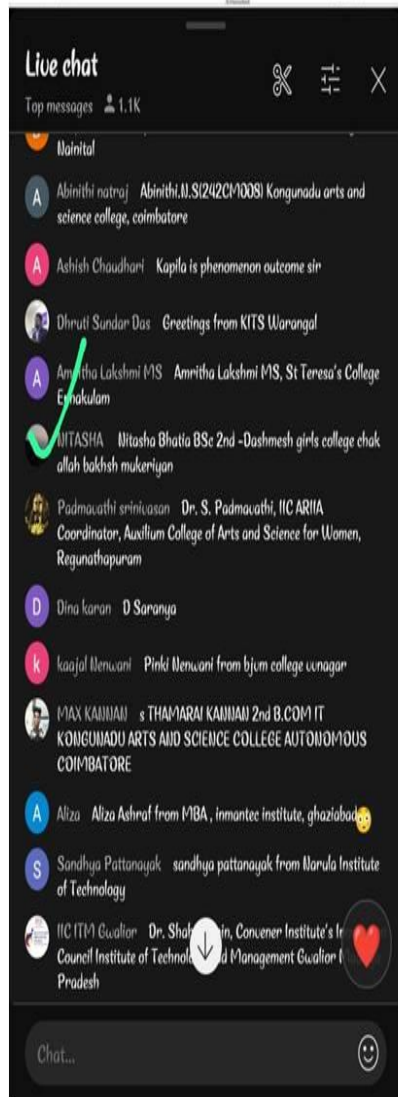 Live chat
Top messages 1.1K
Nainital
Abinithi natraj Abinithi.N.S(242CM008) Kongunadu arts and
science college, coimbatore
Ashish Chaudhari Kapila is phenomenon outcome sir
Dhruti Sundar Das Greetings from KITS Warangal
A
Amritha Lakshmi MS Amritha Lakshmi MS, St Teresa's College
Ernakulam
NITASHA Nitasha Bhatia BSc 2nd -Dashmesh girls college chak
allah bakhsh mukeriyan
Padmavathi srinivasan Dr. S. Padmavathi, IIC ARIIA
Coordinator, Auxilium College of Arts and Science for Women,
Regunathapuram
D Dina karan D Saranya
k kaajal Nenwani Pinki Nenwani from bjvm college vvnagar
MAX KANNAN s THAMARAI KANNAN 2nd B.COM IT
KONGUNADU ARTS AND SCIENCE COLLEGE AUTONOMOUS
COIMBATORE
A Aliza Aliza Ashraf from MBA , inmantec institute, ghaziabad
S Sandhya Pattanayak sandhya pattanayak from Narula Institute
of Technology
IIC ITM Gwalior Dr. Convener Institute's
Council Institute of Management Gwalior
Pradesh
Chat...